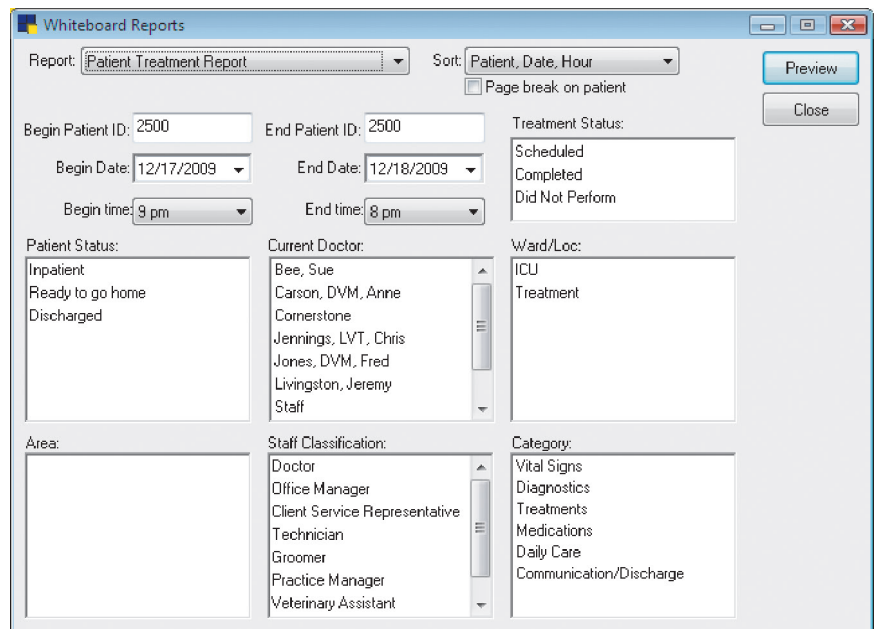 Whiteboard Reports
Report: Patient Treatment Report
Sort: Patient, Date, Hour
Preview
Page break on patient
Close
Begin Patient ID: 2500
End Patient ID: 2500
Treatment Status:
Scheduled
Completed
Did Not Perform
Begin Date: 12/17/2009
End Date: 12/18/2009
Begin time: 9 pm
End time: 8 pm
Patient Status:
Inpatient
Ready to go home
Discharged
Current Doctor:
Bee, Sue
Carson, DVM, Anne
Cornerstone
Jennings, LVT, Chris
Jones, DVM, Fred
Livingston, Jeremy
Staff
Ward/Loc:
ICU
Treatment
Area:
Staff Classification:
Doctor
Office Manager
Client Service Representative
Technician
Groomer
Practice Manager
Veterinary Assistant
Category:
Vital Signs
Diagnostics
Treatments
Medications
Daily Care
Communication/Discharge